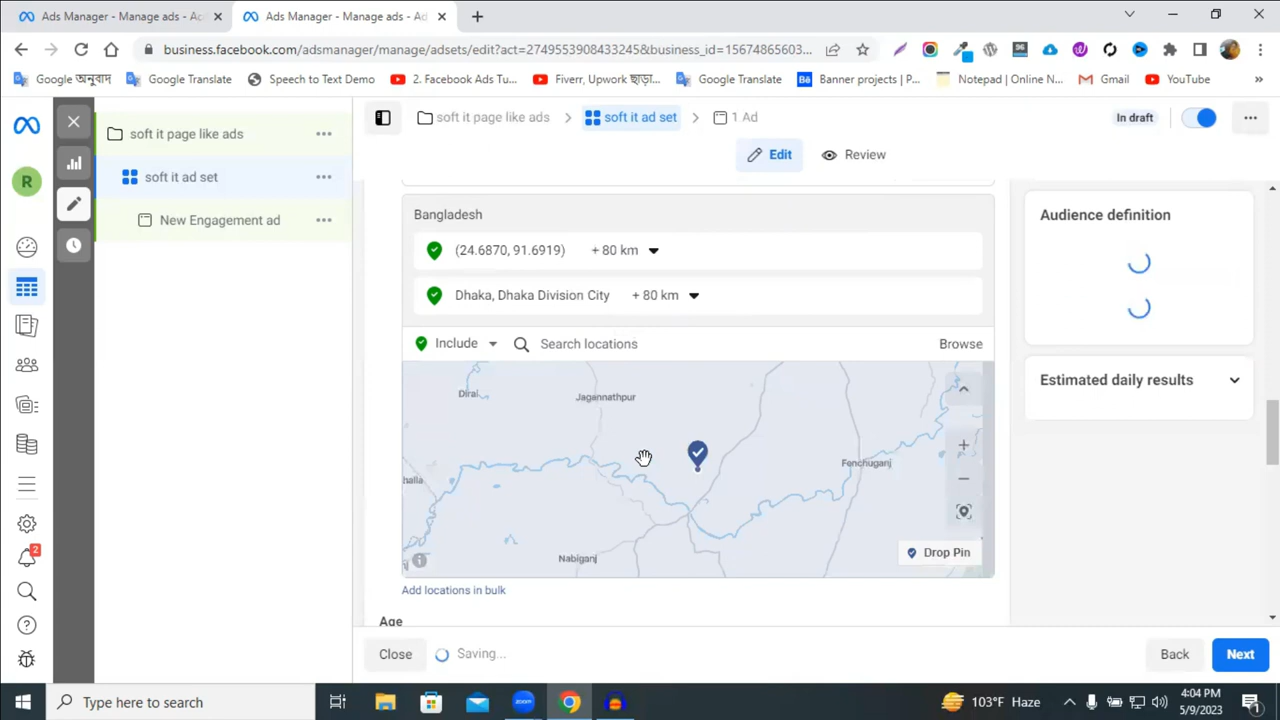 Ads Manager - Manage ads - Ac
Ads Manager - Manage ads - Ad
business.facebook.com/adsmanager/manage/adsets/edit?act=2749553908433245&business_id=15674865603...
Google অনুবাদ
Google Translate
Speech to Text Demo
2. Facebook Ads Tu...
Fiverr, Upwork ছাড়া...
Google Translate
Banner projects | P...
Notepad | Online N...
Gmail
YouTube
soft it page like ads
soft it ad set
1 Ad
In draft
Edit
Review
R
soft it page like ads
soft it ad set
New Engagement ad
2
Bangladesh
(24.6870, 91.6919) + 80 km
Dhaka, Dhaka Division City + 80 km
Include
Search locations
Browse
Dirai
Jagannathpur
Fenchuganj
halla
Nabiganj
Drop Pin
Add locations in bulk
Age
Audience definition
Estimated daily results
Close
Saving...
Back
Next
Type here to search
103°F Haze
4:04 PM
5/9/2023
1